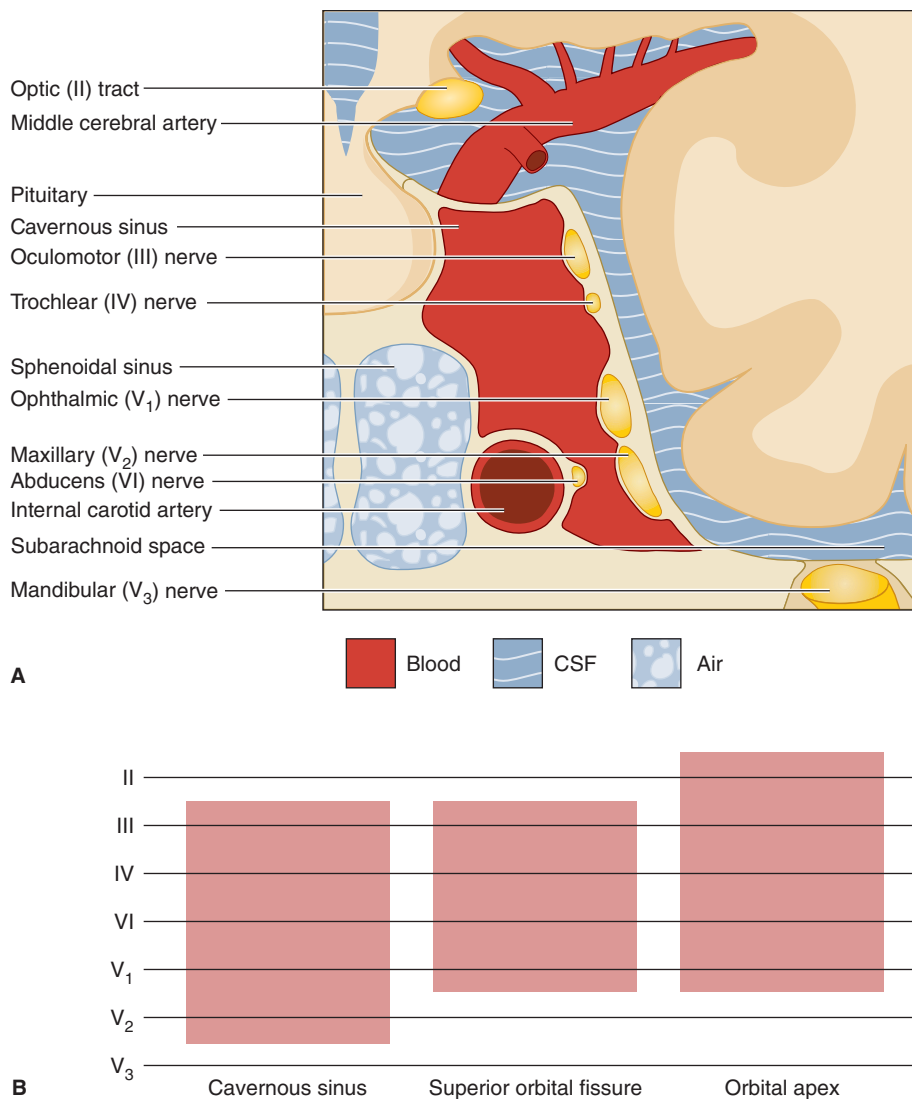 Optic (II) tract
Middle cerebral artery
Pituitary
Cavernous sinus
Oculomotor (III) nerve
Trochlear (IV) nerve
Sphenoidal sinus
Ophthalmic (V₁) nerve
Maxillary (V₂) nerve
Abducens (VI) nerve
Internal carotid artery
Subarachnoid space
Mandibular (V₃) nerve
A
Blood CSF Air
II
III
IV
VI
V₁
V₂
V₃
B
Cavernous sinus Superior orbital fissure Orbital apex